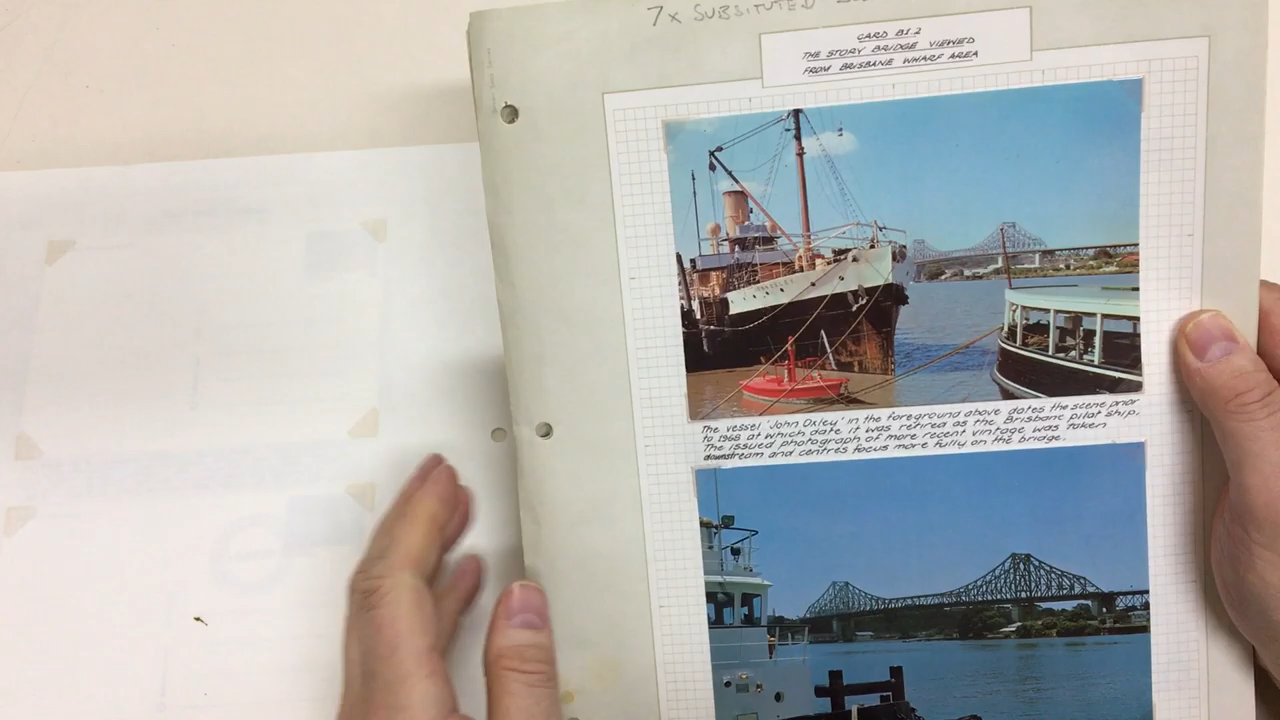 7 x SUBSITUTED
CARD B1.2
THE STORY BRIDGE VIEWED
FROM BRISBANE WHARF AREA
The vessel 'John Oxley' in the foreground above dates the scene prior
to 1968 at which date it was retired as the Brisbane pilot ship.
The issued photograph of more recent vintage was taken
downstream and centres focus more fully on the bridge.